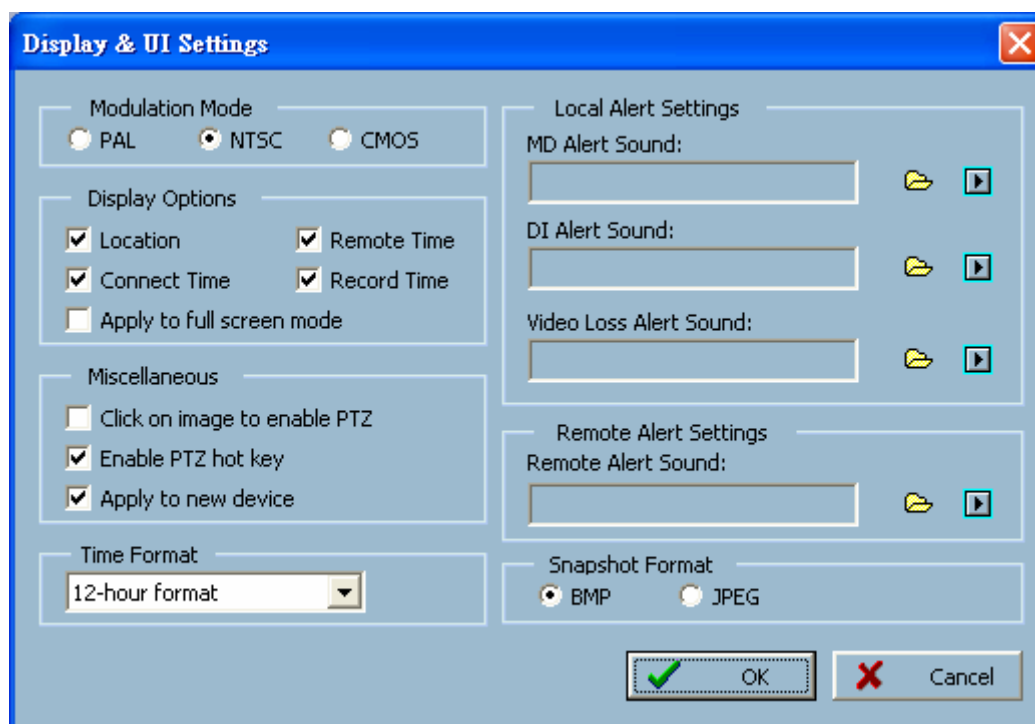 Display & UI Settings
Modulation Mode
PAL NTSC CMOS
Display Options
Location Remote Time
Connect Time Record Time
Apply to full screen mode
Miscellaneous
Click on image to enable PTZ
Enable PTZ hot key
Apply to new device
Time Format
12-hour format
Local Alert Settings
MD Alert Sound:
DI Alert Sound:
Video Loss Alert Sound:
Remote Alert Settings
Remote Alert Sound:
Snapshot Format
BMP JPEG
OK Cancel